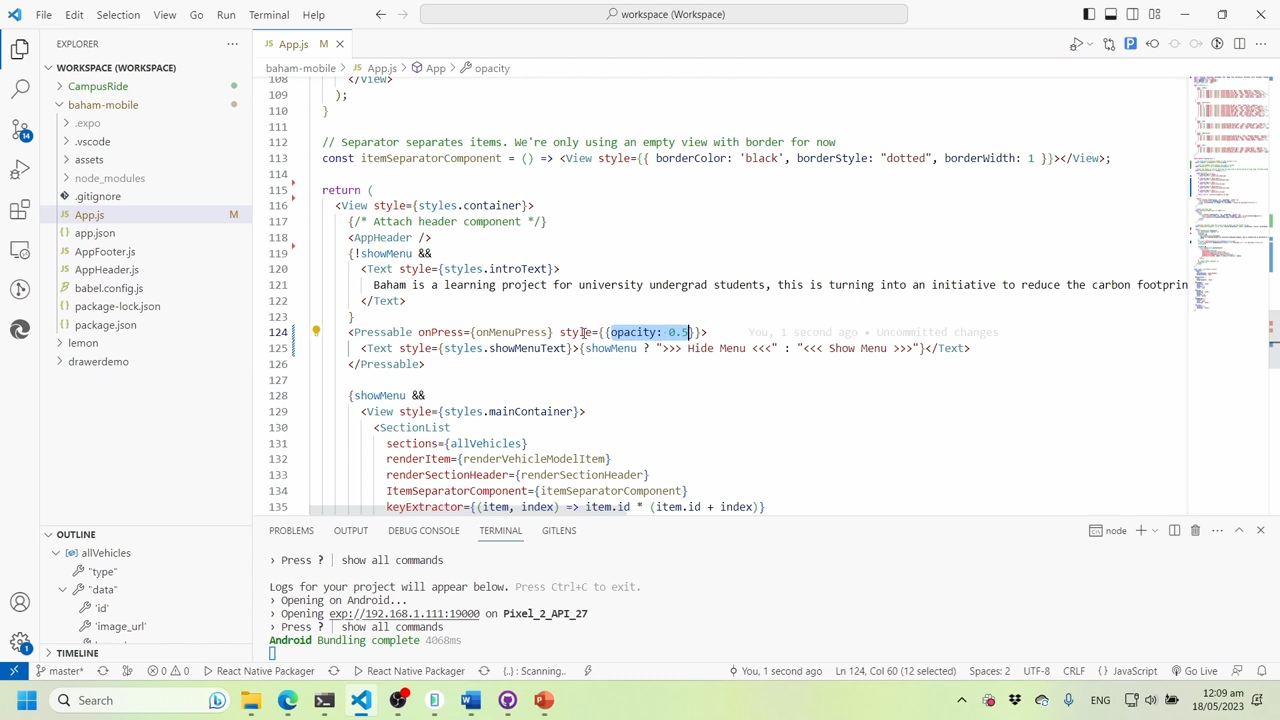 File Edit Selection View Go Run Terminal Help
workspace (Workspace)
EXPLORER
App.js M
WORKSPACE (WORKSPACE)
CampusRide
baham-mobile
.expo
.vscode
assets
node_modules
.gitignore
App.js M
app.json
AppFooter.js
AppHeader.js
babel.config.js
package-lock.json
package.json
lemon
drawerdemo
OUTLINE
allVehicles
"type"
"data"
'id'
'image_url'
TIMELINE
14
1
baham-mobile > App.js > App > opacity
108 </View>
109 );
110 }
111
112 // separator separates items. I'm merely using an empty view with border for now
113 const itemSeparatorComponent = () => <View style={{ borderColor: 'black', borderStyle: "dotted", borderWidth: 1 }}></View>;
114
115 return (
116 <View style={styles.container}>
117
118 <AppHeader />
119 {!showMenu &&
120 <Text style={styles.
121 Baham is a learning project for university undergrad students, this is turning into an initiative to reduce the carbon footprin
122 </Text>
123
124 <Pressable onPress={onMenuPress} style={{opacity: 0.5}}> You, 1 second ago • Uncommitted changes
125 <Text style={styles.showMenuText}>{showMenu ? ">>> Hide Menu <<<" : "<<< Show Menu >>>"}</Text>
126 </Pressable>
127
128 {showMenu &&
129 <View style={styles.mainContainer}>
130 <SectionList
131 sections={allVehicles}
132 renderItem={renderVehicleModelItem}
133 renderSectionHeader={renderSectionHeader}
134 ItemSeparatorComponent={itemSeparatorComponent}
135 keyExtractor={(item, index) => item.id * (item.id + index)}
PROBLEMS OUTPUT DEBUG CONSOLE TERMINAL GITLENS
node
› Press ? │ show all commands
Logs for your project will appear below. Press Ctrl+C to exit.
› Opening on Android...
› Opening exp://192.168.1.111:19000 on Pixel_2_API_27
› Press ? │ show all commands
Android Bundling complete 4068ms
master* 0 0 React Native Packager React Native Packager {..} : Scanning.. You, 1 second ago Ln 124, Col 60 (12 selected) Spaces: 2 UTF-8 CRLF {} JavaScript Go Live
Search
ENG
12:09 am
18/05/2023